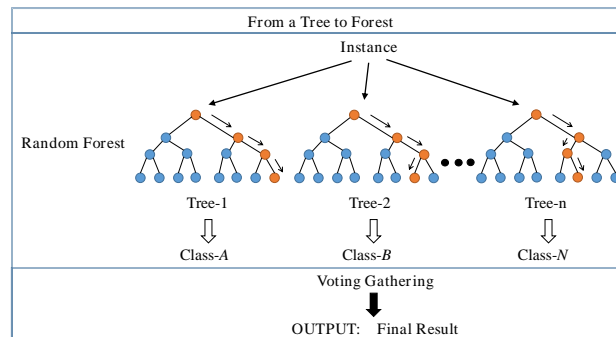 From a Tree to Forest
Instance
Random Forest
Tree-1 Tree-2 Tree-n
Class-A Class-B Class-N
Voting Gathering
OUTPUT: Final Result